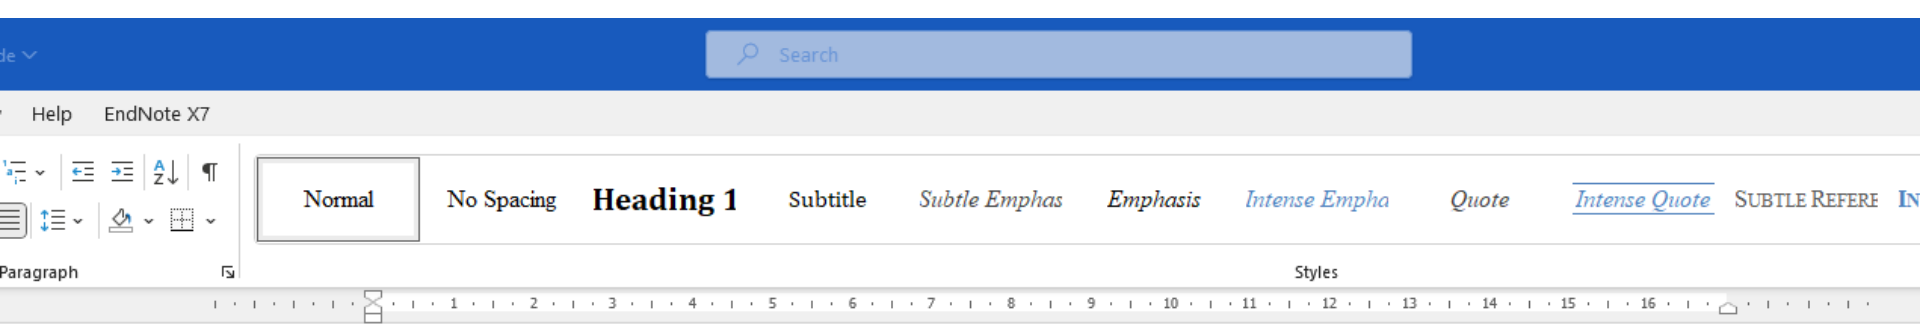 de
Search
Help EndNote X7
Normal No Spacing Heading 1 Subtitle Subtle Emphas Emphasis Intense Empha Quote Intense Quote SUBTLE REFERE IN
Paragraph Styles
1 2 3 4 5 6 7 8 9 10 11 12 13 14 15 16